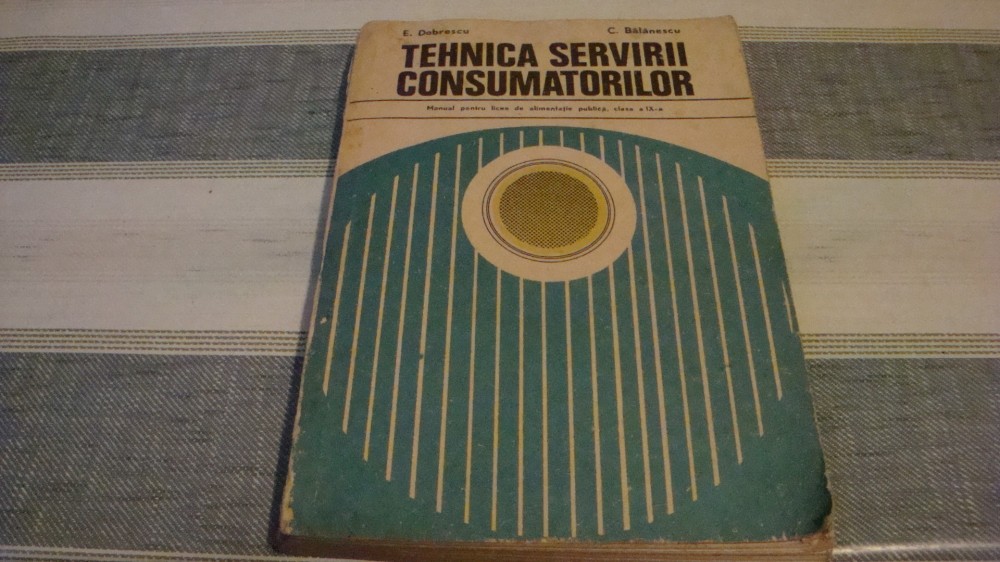 E. Dobrescu C. Bălănescu
TEHNICA SERVIRII
CONSUMATORILOR
Manual pentru licee de alimentație publică, clasa a IX-a